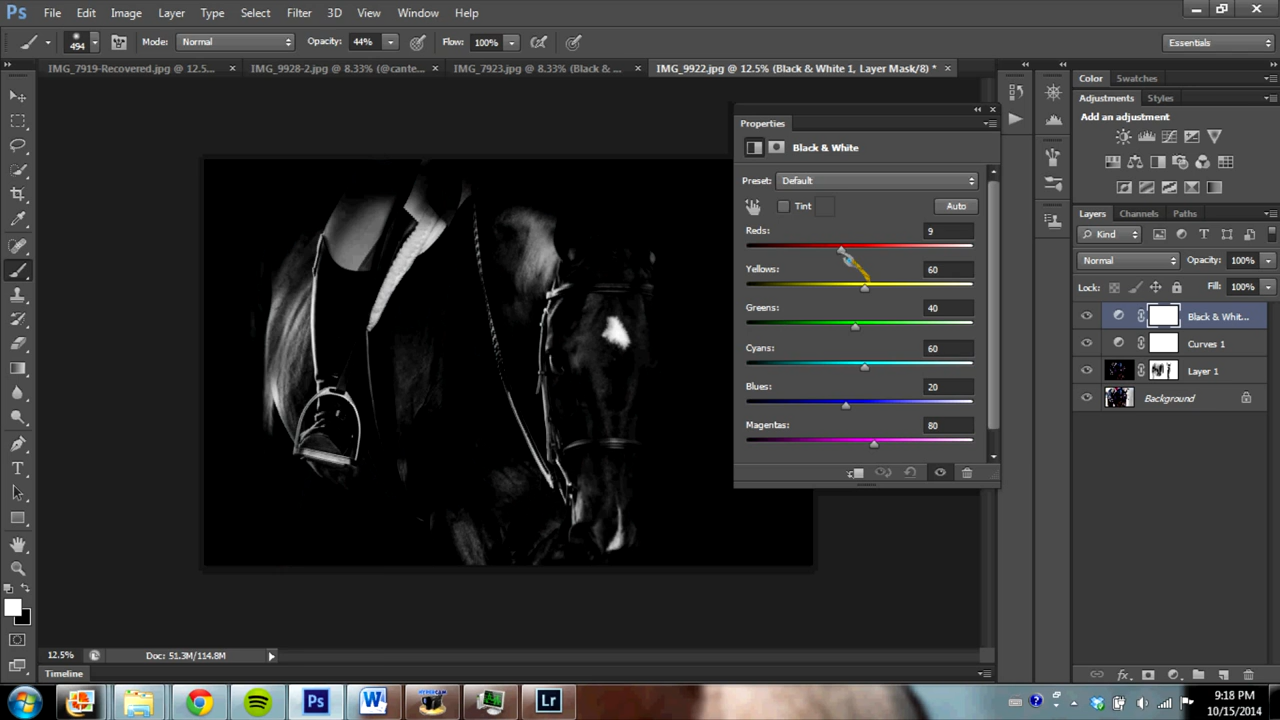 Ps File Edit Image Layer Type Select Filter 3D View Window Help
494 Mode: Normal Opacity: 44% Flow: 100% Essentials
IMG_7919-Recovered.jpg @ 12.5... × IMG_9928-2.jpg @ 8.33% (@cante... × IMG_7923.jpg @ 8.33% (Black & ... × IMG_9922.jpg @ 12.5% (Black & White 1, Layer Mask/8) * ×
Color Swatches
Adjustments Styles
Add an adjustment
Properties
Black & White
Preset: Default
Tint Auto
Reds: 9
Yellows: 60
Greens: 40
Cyans: 60
Blues: 20
Magentas: 80
Layers Channels Paths
Kind
Normal Opacity: 100%
Lock: Fill: 100%
Black & Whit...
Curves 1
Layer 1
Background
12.5% Doc: 51.3M/114.8M
Timeline
Ps W HYPERCAM Lr
9:18 PM
10/15/2014